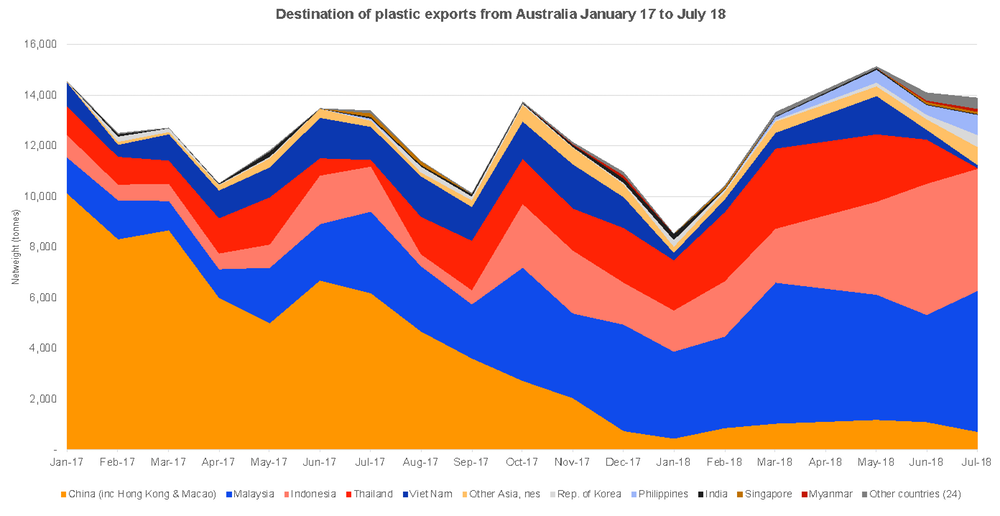 Destination of plastic exports from Australia January 17 to July 18
16,000
14,000
12,000
10,000
8,000
6,000
4,000
2,000
-
Netweight (tonnes)
Jan-17 Feb-17 Mar-17 Apr-17 May-17 Jun-17 Jul-17 Aug-17 Sep-17 Oct-17 Nov-17 Dec-17 Jan-18 Feb-18 Mar-18 Apr-18 May-18 Jun-18 Jul-18
China (inc Hong Kong & Macao) Malaysia Indonesia Thailand Viet Nam Other Asia, nes Rep. of Korea Philippines India Singapore Myanmar Other countries (24)